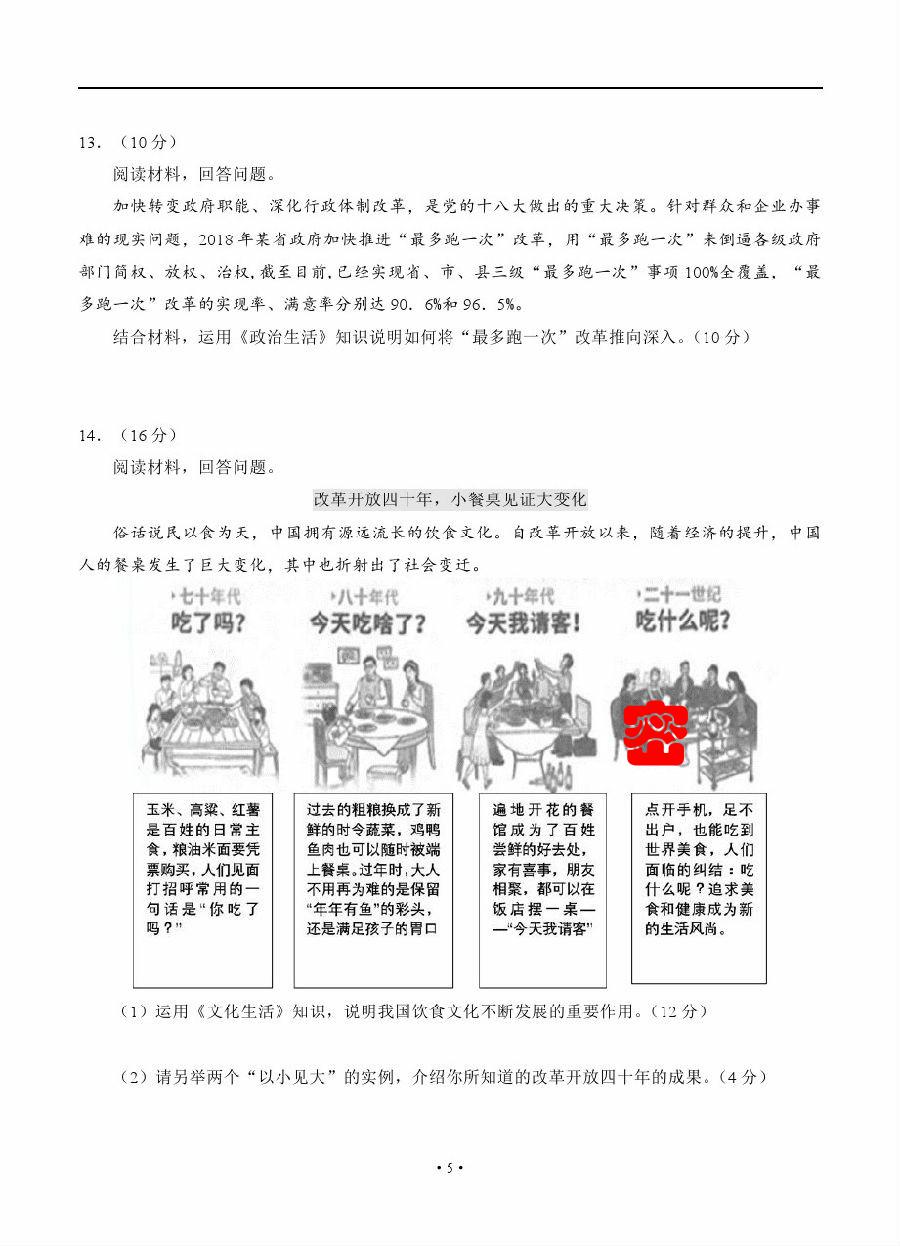 13．（10分）
阅读材料，回答问题。
加快转变政府职能、深化行政体制改革，是党的十八大做出的重大决策。针对群众和企业办事
难的现实问题，2018年某省政府加快推进“最多跑一次”改革，用“最多跑一次”来倒逼各级政府
部门简权、放权、治权,截至目前,已经实现省、市、县三级“最多跑一次”事项100%全覆盖，“最
多跑一次”改革的实现率、满意率分别达90．6%和96．5%。
结合材料，运用《政治生活》知识说明如何将“最多跑一次”改革推向深入。（10分）
14．（16分）
阅读材料，回答问题。
改革开放四十年，小餐桌见证大变化
俗话说民以食为天，中国拥有源远流长的饮食文化。自改革开放以来，随着经济的提升，中国
人的餐桌发生了巨大变化，其中也折射出了社会变迁。
七十年代
吃了吗？
八十年代
今天吃啥了？
九十年代
今天我请客！
二十一世纪
吃什么呢？
玉米、高粱、红薯
是百姓的日常主
食，粮油米面要凭
票购买，人们见面
打招呼常用的一
句话是“你吃了
吗？”
过去的粗粮换成了新
鲜的时令蔬菜，鸡鸭
鱼肉也可以随时被端
上餐桌。过年时，大人
不用再为难的是保留
“年年有鱼”的彩头，
还是满足孩子的胃口
遍地开花的餐
馆成为了百姓
尝鲜的好去处，
家有喜事，朋友
相聚，都可以在
饭店摆一桌—
—“今天我请客”
点开手机，足不
出户，也能吃到
世界美食，人们
面临的纠结：吃
什么呢？追求美
食和健康成为新
的生活风尚。
（1）运用《文化生活》知识，说明我国饮食文化不断发展的重要作用。（12分）
（2）请另举两个“以小见大”的实例，介绍你所知道的改革开放四十年的成果。（4分）
·5·